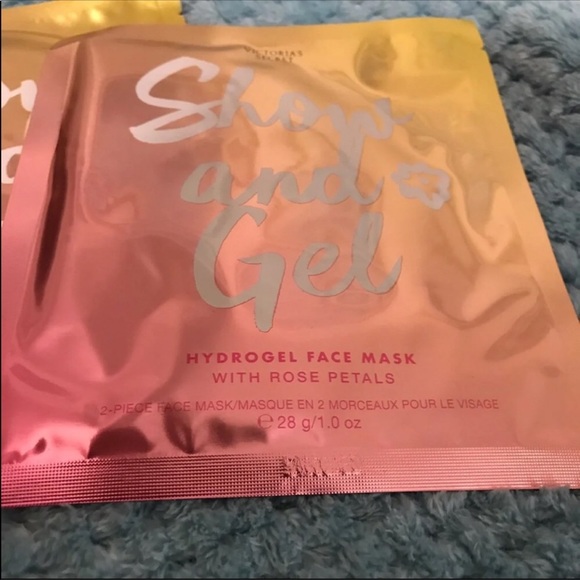 VICTORIA'S
SECRET
Show
and
Gel
HYDROGEL FACE MASK
WITH ROSE PETALS
2-PIECE FACE MASK/MASQUE EN 2 MORCEAUX POUR LE VISAGE
℮ 28 g/1.0 oz